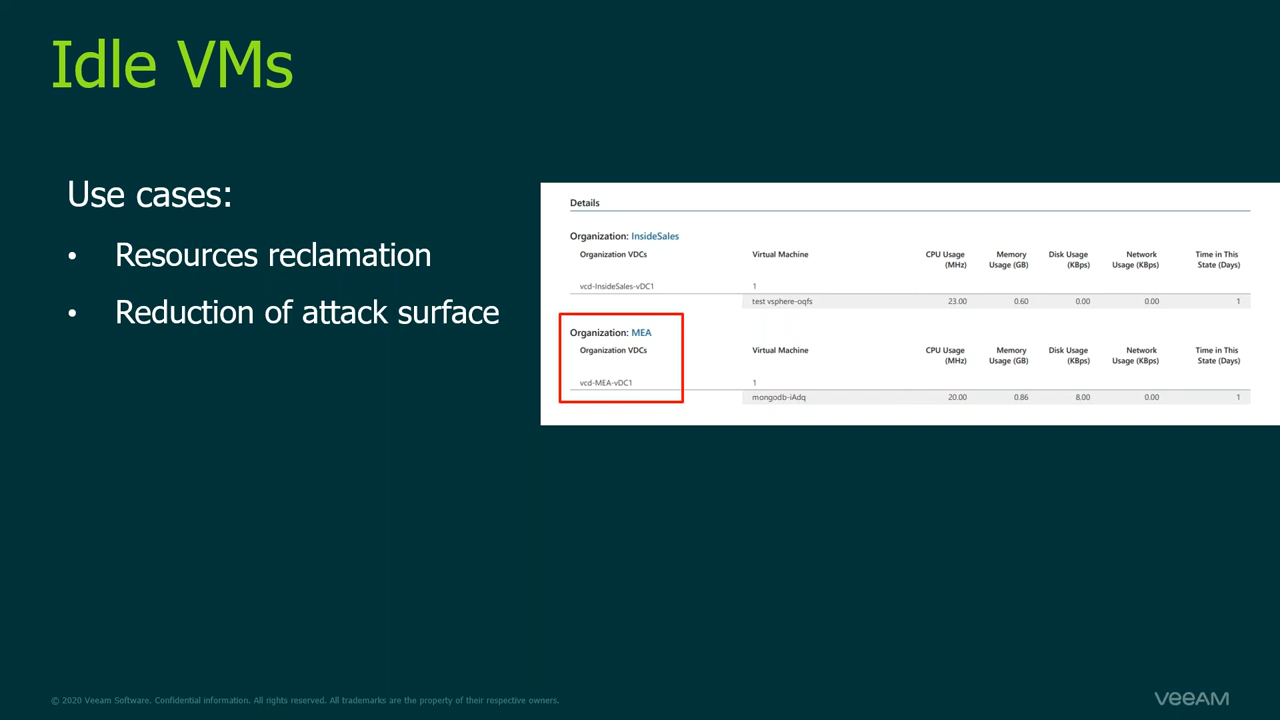 Idle VMs
Use cases:
• Resources reclamation
• Reduction of attack surface
Details
Organization: InsideSales
Organization VDCs Virtual Machine CPU Usage (MHz) Memory Usage (GB) Disk Usage (KBps) Network Usage (KBps) Time in This State (Days)
vcd-InsideSales-vDC1 1
test vsphere-oqfs 23.00 0.60 0.00 0.00 1
Organization: MEA
Organization VDCs Virtual Machine CPU Usage (MHz) Memory Usage (GB) Disk Usage (KBps) Network Usage (KBps) Time in This State (Days)
vcd-MEA-vDC1 1
mongodb-iAdq 20.00 0.86 8.00 0.00 1
© 2020 Veeam Software. Confidential information. All rights reserved. All trademarks are the property of their respective owners.
VEEAM